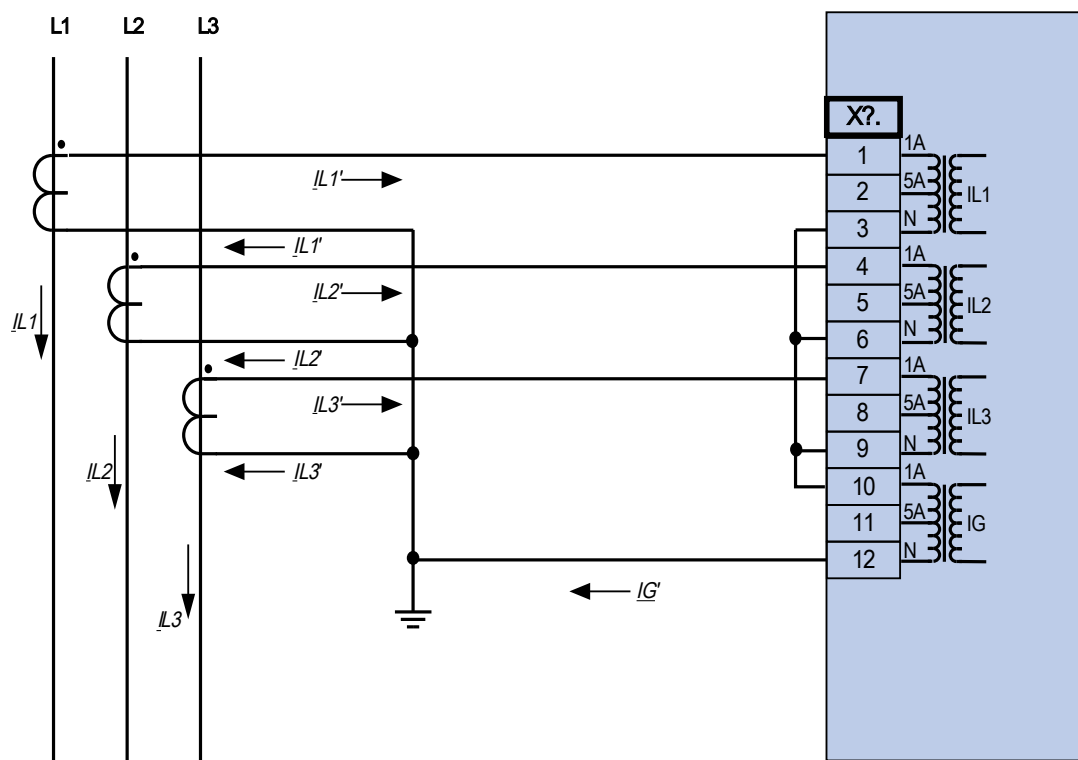 L1 L2 L3
X?.
1 1A
IL1'
2 5A IL1
3 N
IL1'
4 1A
IL2'
5 5A IL2
IL1
6 N
IL2'
7 1A
IL3'
8 5A IL3
9 N
IL2
IL3'
10 1A
11 5A IG
12 N
IG'
IL3